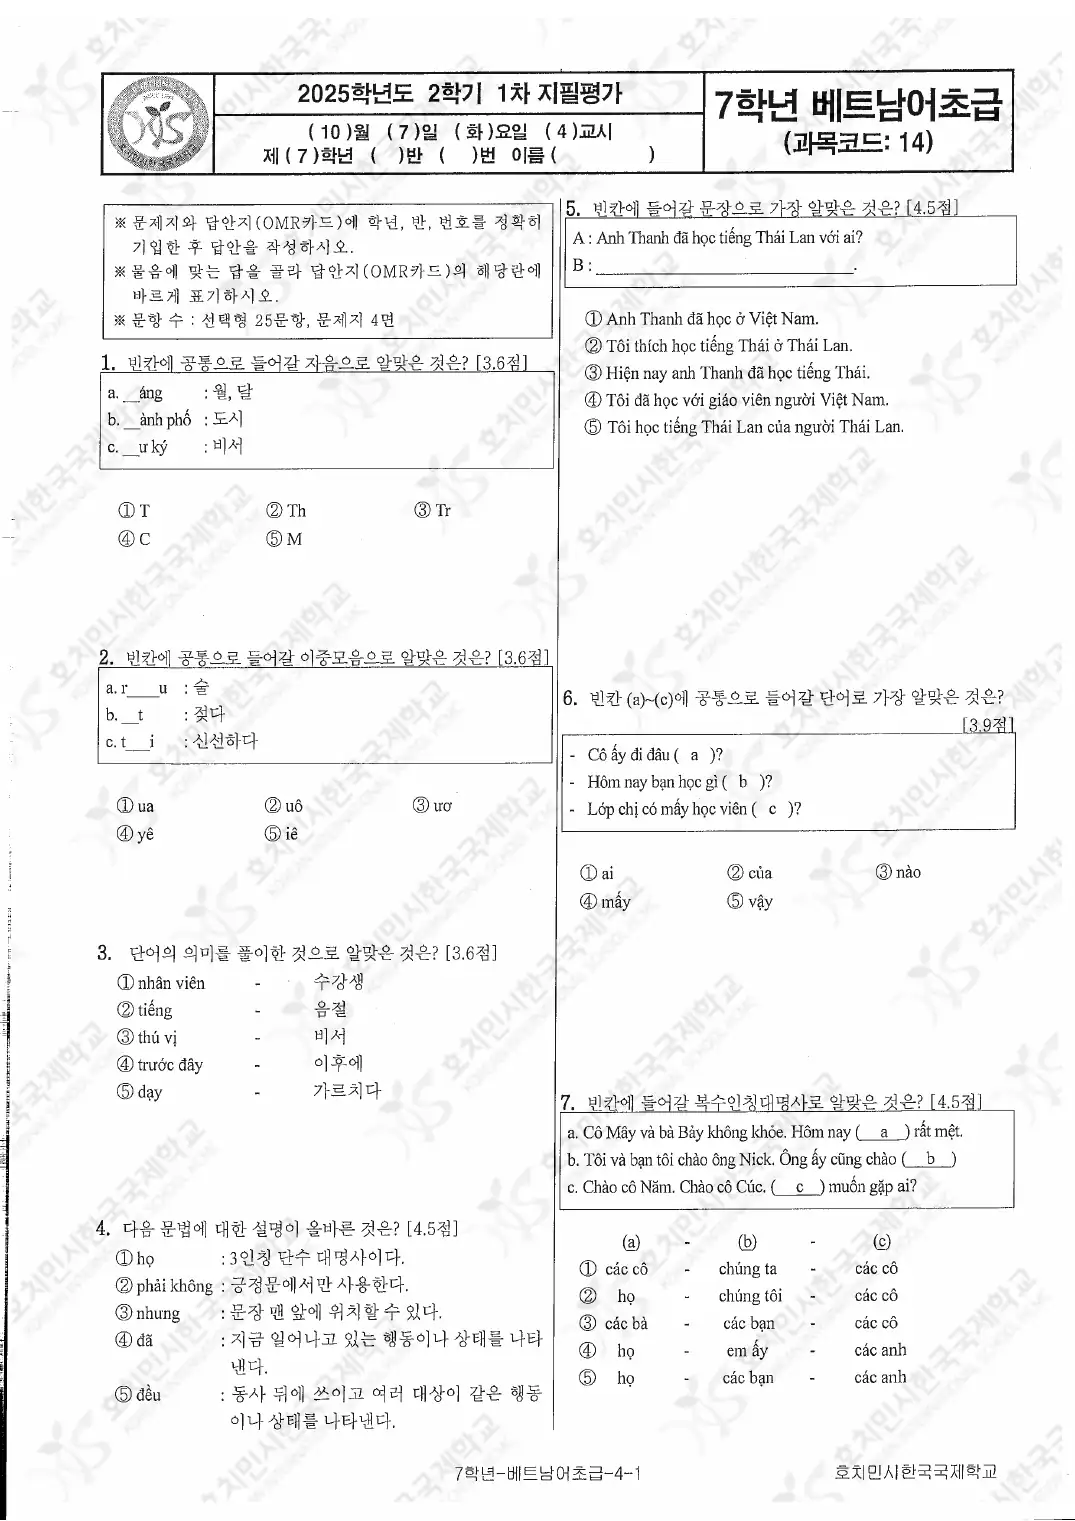 2025학년도 2학기 1차 지필평가
( 10 )월 ( 7 )일 ( 화 )요일 ( 4 )교시
제 ( 7 )학년 ( )반 ( )번 이름 ( )
7학년 베트남어초급
(과목코드: 14)
※ 문제지와 답안지(OMR카드)에 학년, 반, 번호를 정확히
기입한 후 답안을 작성하시오.
※ 물음에 맞는 답을 골라 답안지(OMR카드)의 해당란에
바르게 표기하시오.
※ 문항 수 : 선택형 25문항, 문제지 4면
1. 빈칸에 공통으로 들어갈 자음으로 알맞은 것은? [3.6점]
a. __áng : 월, 달
b. __ành phố : 도시
c. __ư ký : 비서
① T ② Th ③ Tr
④ C ⑤ M
2. 빈칸에 공통으로 들어갈 이중모음으로 알맞은 것은? [3.6점]
a. r___u : 술
b. __t : 젖다
c. t___i : 신선하다
① ua ② uô ③ ươ
④ yê ⑤ iê
3. 단어의 의미를 풀이한 것으로 알맞은 것은? [3.6점]
① nhân viên - 수강생
② tiếng - 음절
③ thú vị - 비서
④ trước đây - 이후에
⑤ dạy - 가르치다
4. 다음 문법에 대한 설명이 올바른 것은? [4.5점]
① họ : 3인칭 단수 대명사이다.
② phải không : 긍정문에서만 사용한다.
③ nhưng : 문장 맨 앞에 위치할 수 있다.
④ đã : 지금 일어나고 있는 행동이나 상태를 나타
낸다.
⑤ đều : 동사 뒤에 쓰이고 여러 대상이 같은 행동
이나 상태를 나타낸다.
5. 빈칸에 들어갈 문장으로 가장 알맞은 것은? [4.5점]
A : Anh Thanh đã học tiếng Thái Lan với ai?
B : ______________________________.
① Anh Thanh đã học ở Việt Nam.
② Tôi thích học tiếng Thái ở Thái Lan.
③ Hiện nay anh Thanh đã học tiếng Thái.
④ Tôi đã học với giáo viên người Việt Nam.
⑤ Tôi học tiếng Thái Lan của người Thái Lan.
6. 빈칸 (a)~(c)에 공통으로 들어갈 단어로 가장 알맞은 것은?
[3.9점]
- Cô ấy đi đâu ( a )?
- Hôm nay bạn học gì ( b )?
- Lớp chị có mấy học viên ( c )?
① ai ② của ③ nào
④ mấy ⑤ vậy
7. 빈칸에 들어갈 복수인칭대명사로 알맞은 것은? [4.5점]
a. Cô Mây và bà Bảy không khỏe. Hôm nay ( a ) rất mệt.
b. Tôi và bạn tôi chào ông Nick. Ông ấy cũng chào ( b )
c. Chào cô Năm. Chào cô Cúc. ( c ) muốn gặp ai?
(a) - (b) - (c)
① các cô - chúng ta - các cô
② họ - chúng tôi - các cô
③ các bà - các bạn - các cô
④ họ - em ấy - các anh
⑤ họ - các bạn - các anh
7학년-베트남어초급-4-1
호치민시한국국제학교